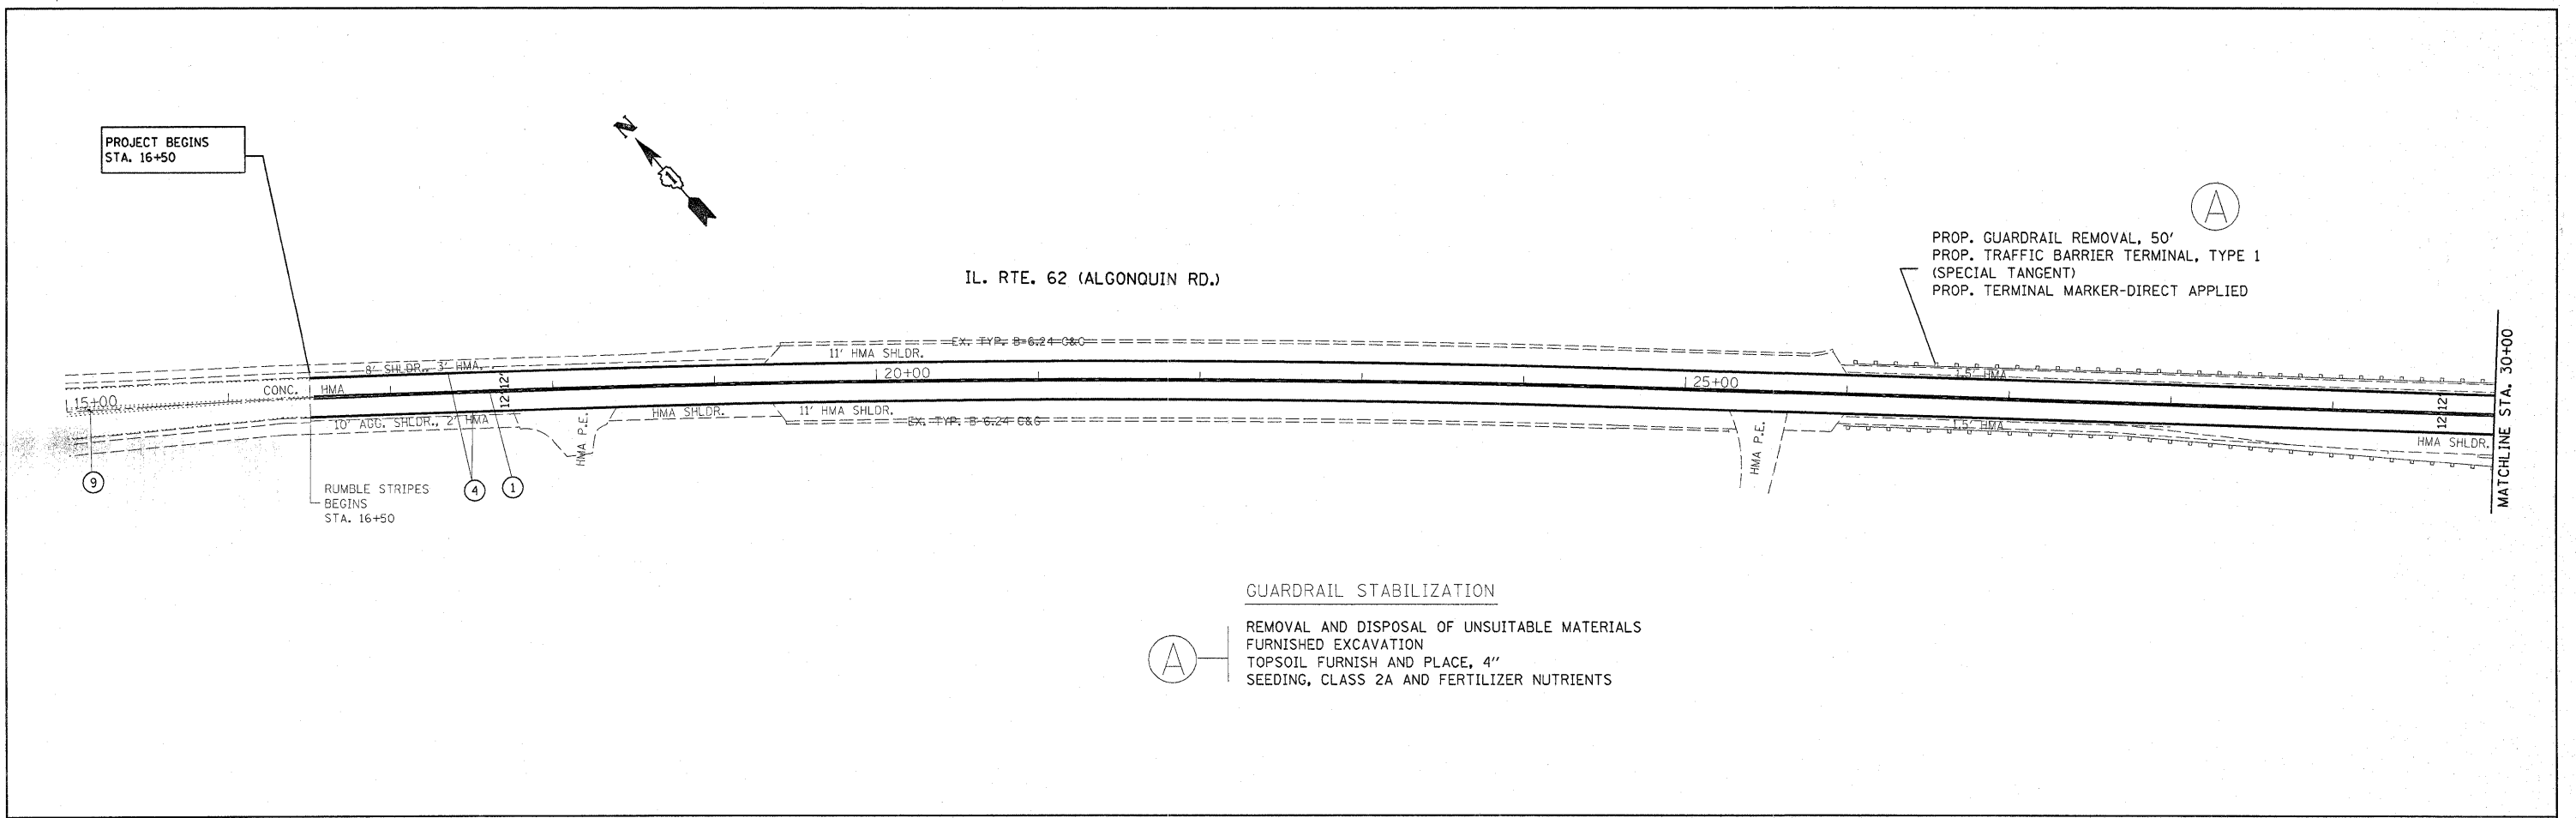 PROJECT BEGINS
STA. 16+50
N
1
A
PROP. GUARDRAIL REMOVAL, 50'
PROP. TRAFFIC BARRIER TERMINAL, TYPE 1
(SPECIAL TANGENT)
PROP. TERMINAL MARKER-DIRECT APPLIED
IL. RTE. 62 (ALGONQUIN RD.)
EX. TYP. B-6.24 C&G
11' HMA SHLDR.
8' SHLDR., 3' HMA,
CONC.
HMA
12' 12'
20+00
25+00
1.5' HMA
15+00
10' AGG. SHLDR., 2' HMA
HMA P.E.
HMA SHLDR.
11' HMA SHLDR.
EX. TYP. B-6.24 C&G
HMA P.E.
1.5' HMA
12' 12'
HMA SHLDR.
MATCHLINE STA. 30+00
9
RUMBLE STRIPES
BEGINS
STA. 16+50
4
1
GUARDRAIL STABILIZATION
A
REMOVAL AND DISPOSAL OF UNSUITABLE MATERIALS
FURNISHED EXCAVATION
TOPSOIL FURNISH AND PLACE, 4"
SEEDING, CLASS 2A AND FERTILIZER NUTRIENTS